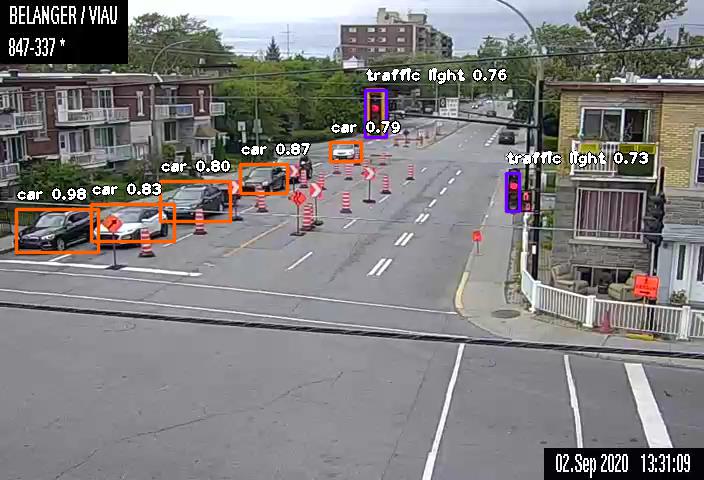 BELANGER / VIAU
847-337 *
traffic light 0.76
car 0.79
car 0.87
traffic light 0.73
car 0.80
car 0.83
car 0.98
02.Sep 2020 13:31:09